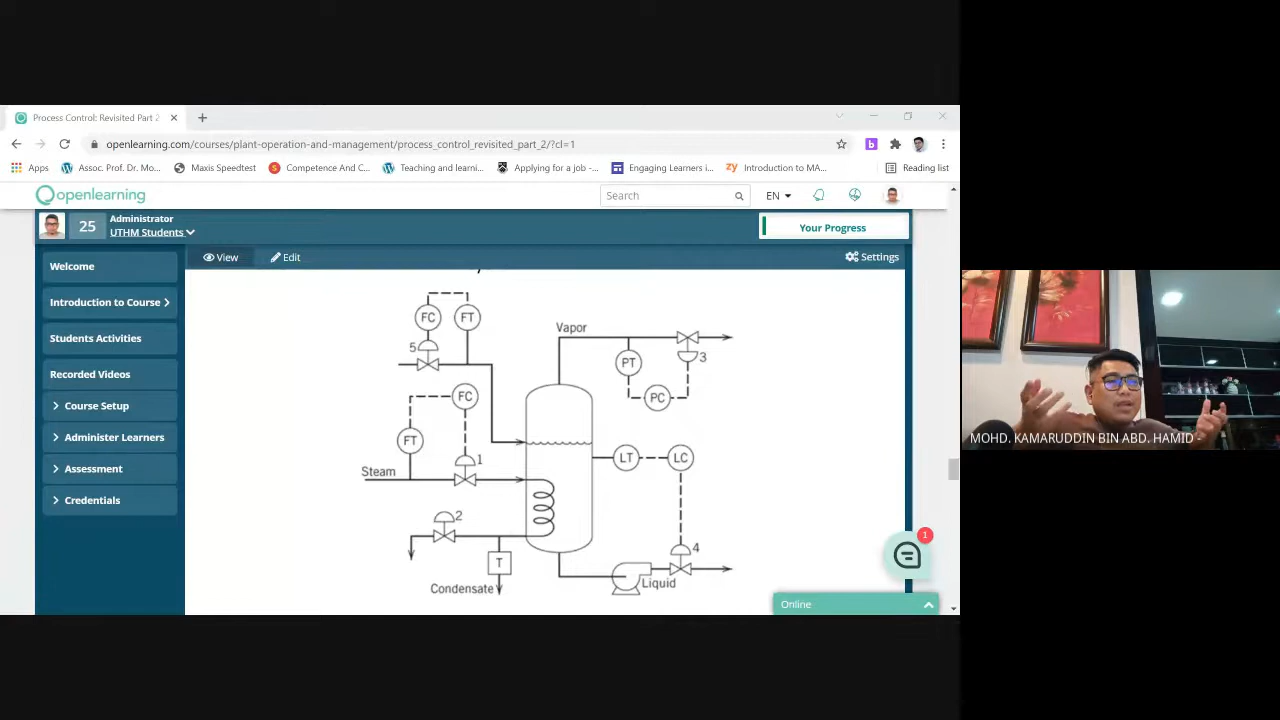 Process Control: Revisited Part 2
openlearning.com/courses/plant-operation-and-management/process_control_revisited_part_2/?cl=1
Apps
Assoc. Prof. Dr. Mo...
Maxis Speedtest
Competence And C...
Teaching and learni...
Applying for a job -...
Engaging Learners i...
Introduction to MA...
Reading list
openlearning
Search
EN
25
Administrator
UTHM Students
Your Progress
View
Edit
Settings
Welcome
Introduction to Course
Students Activities
Recorded Videos
Course Setup
Administer Learners
Assessment
Credentials
FC
FT
5
Vapor
PT
3
PC
FC
FT
1
Steam
LT
LC
2
T
4
Condensate
Liquid
1
Online
MOHD. KAMARUDDIN BIN ABD. HAMID -